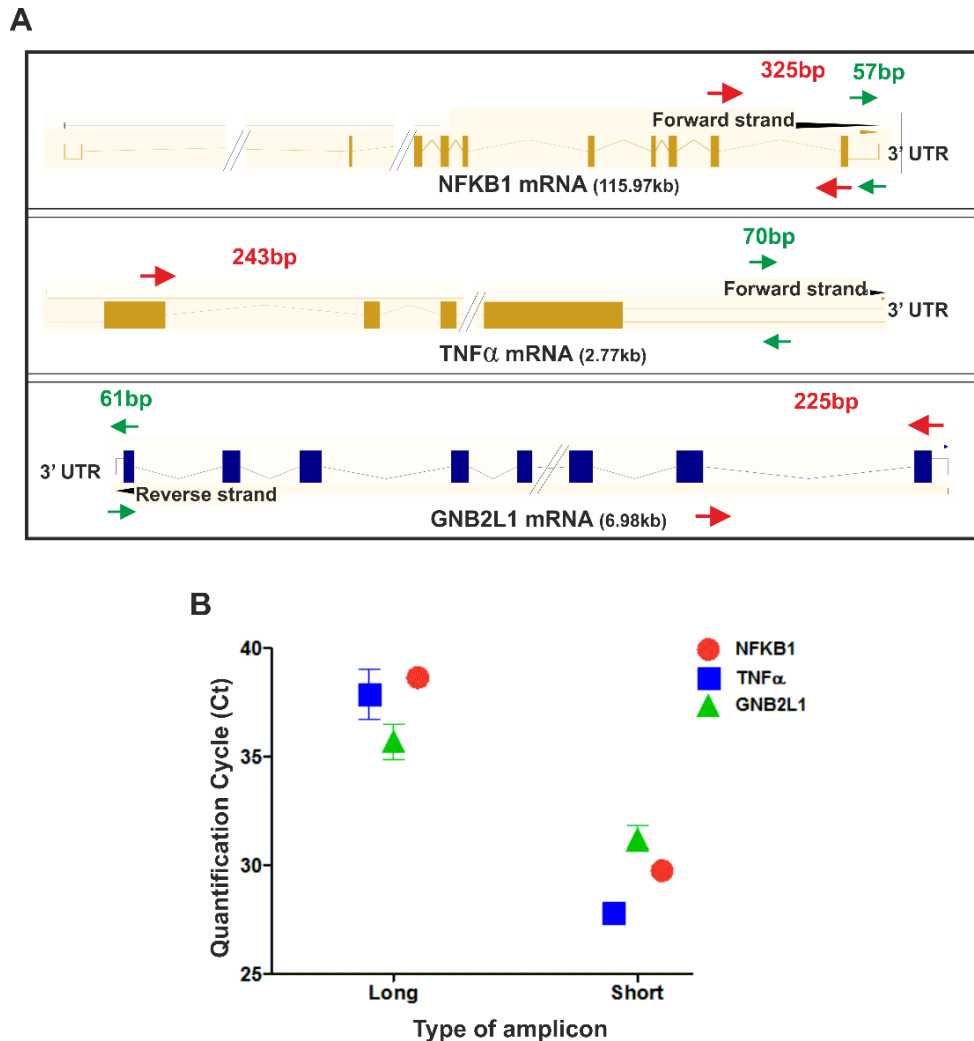 A
325bp 57bp
Forward strand
3' UTR
NFKB1 mRNA (115.97kb)
70bp
243bp
Forward strand
3' UTR
TNFα mRNA (2.77kb)
61bp
225bp
3' UTR
Reverse strand
GNB2L1 mRNA (6.98kb)
B
40
35
30
25
Quantification Cycle (Ct)
NFKB1
TNFα
GNB2L1
Long Short
Type of amplicon